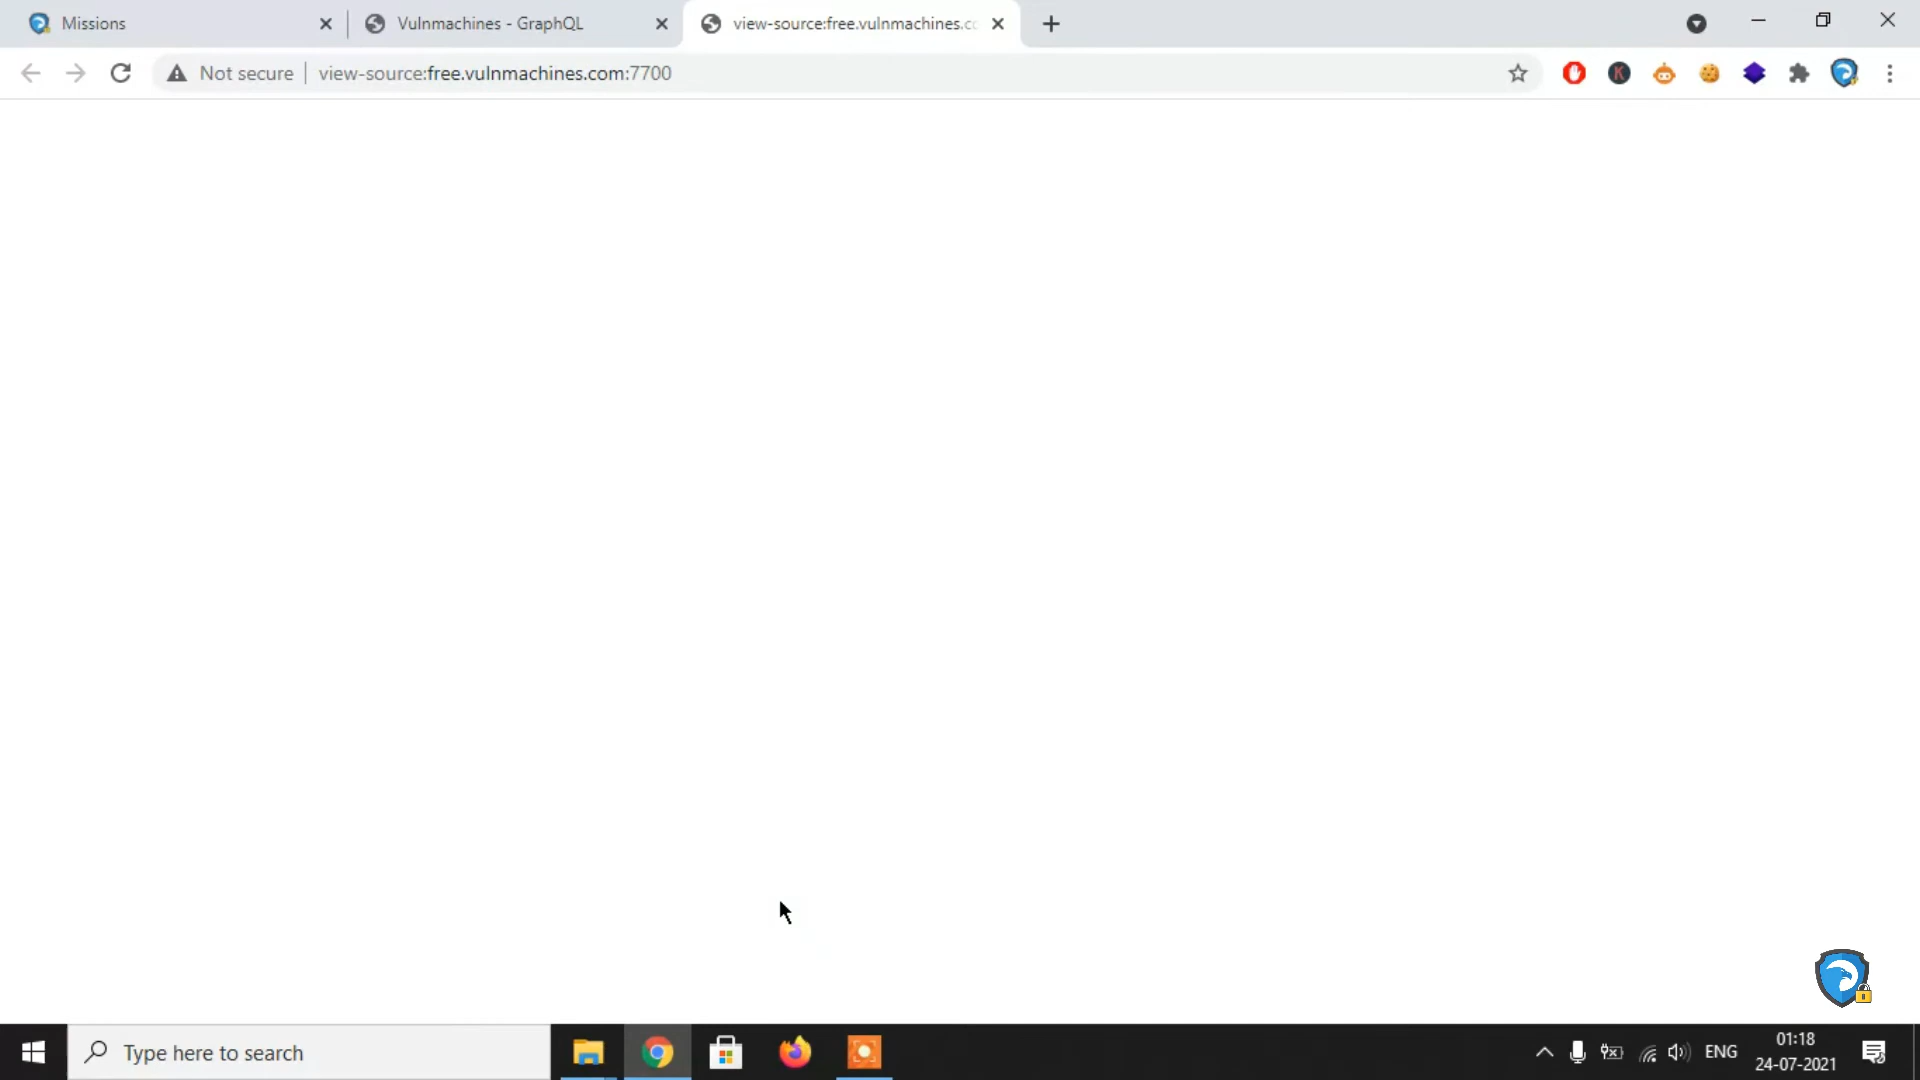 Missions
Vulnmachines - GraphQL
view-source:free.vulnmachines.c
Not secure
view-source:free.vulnmachines.com:7700
K
Type here to search
ENG
01:18
24-07-2021